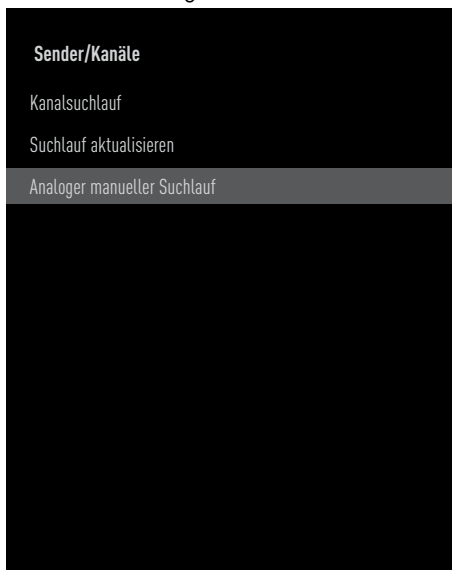 Sender/Kanäle
Kanalsuchlauf
Suchlauf aktualisieren
Analoger manueller Suchlauf